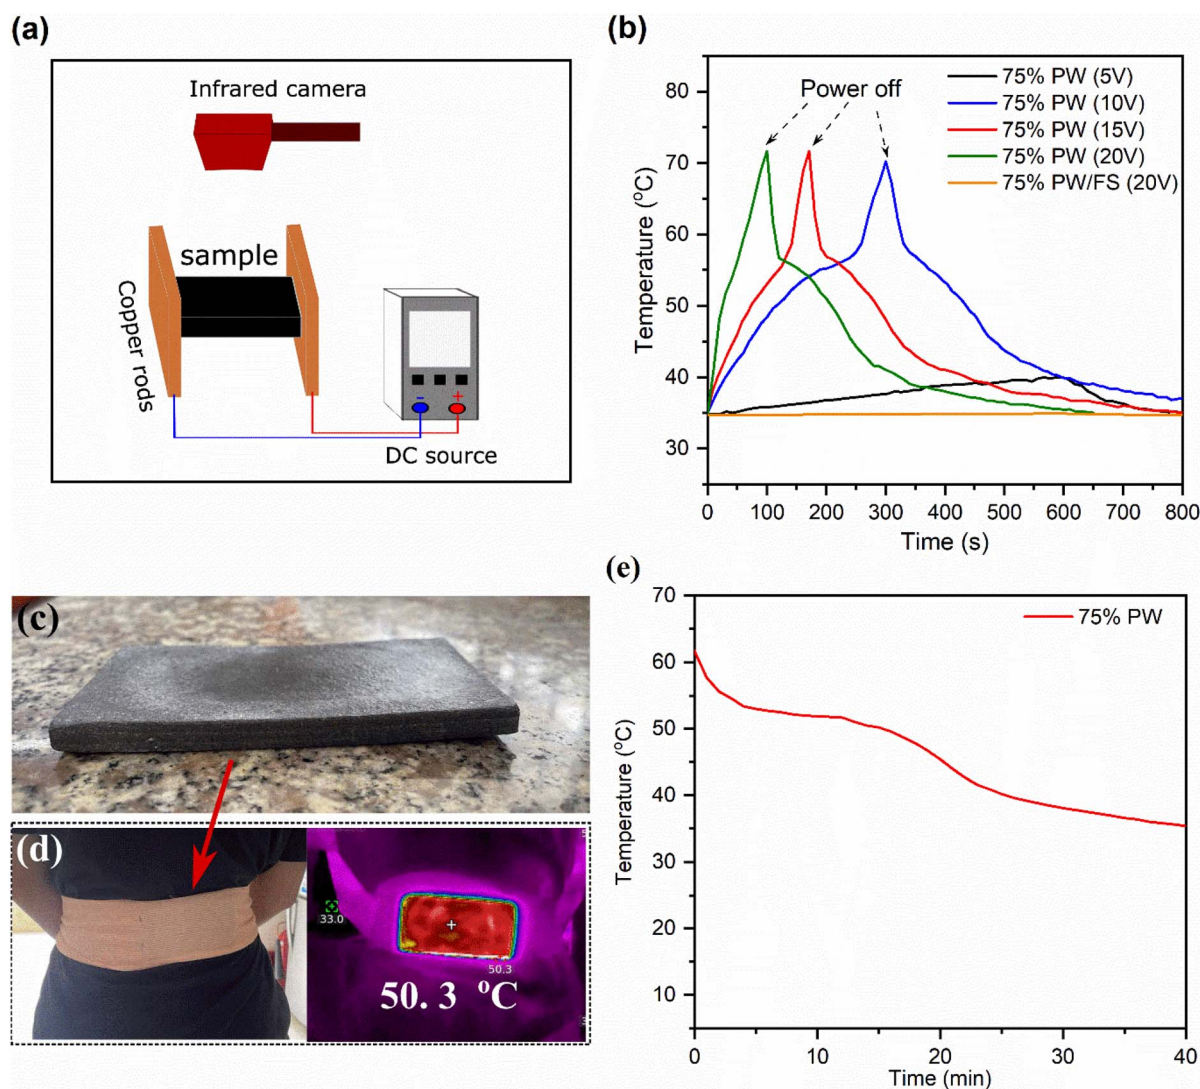 (a)
Infrared camera
sample
Copper rods
−
+
DC source
(b)
Temperature (°C)
80
70
60
50
40
30
0 100 200 300 400 500 600 700 800
Time (s)
Power off
75% PW (5V)
75% PW (10V)
75% PW (15V)
75% PW (20V)
75% PW/FS (20V)
(c)
(d)
33.0
50.3
50. 3 °C
(e)
Temperature (°C)
70
60
50
40
30
20
10
0 10 20 30 40
Time (min)
75% PW